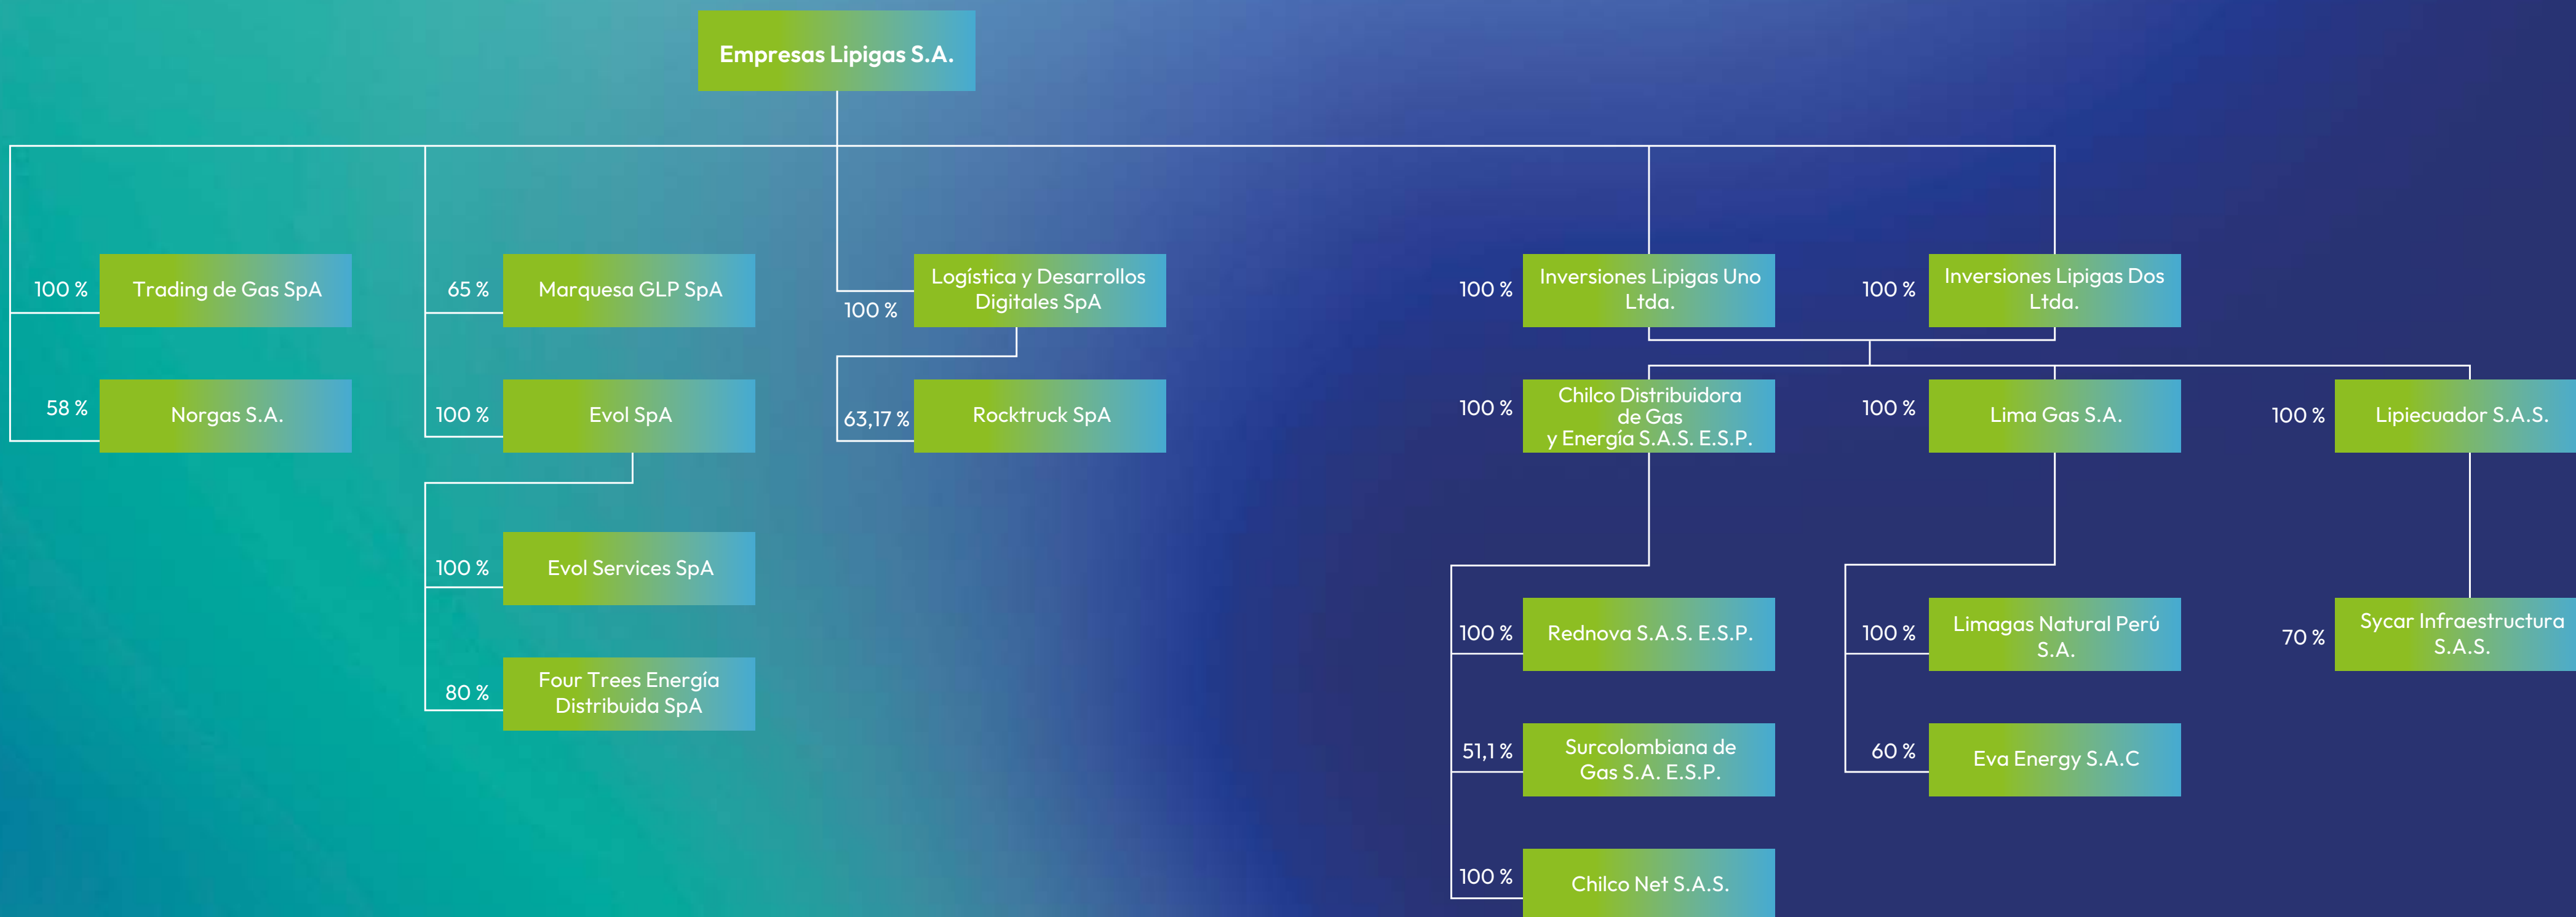 Empresas Lipigas S.A.
100 %
Trading de Gas SpA
65 %
Marquesa GLP SpA
100 %
Logística y Desarrollos
Digitales SpA
100 %
Inversiones Lipigas Uno
Ltda.
100 %
Inversiones Lipigas Dos
Ltda.
58 %
Norgas S.A.
100 %
Evol SpA
63,17 %
Rocktruck SpA
100 %
Chilco Distribuidora
de Gas
y Energía S.A.S. E.S.P.
100 %
Lima Gas S.A.
100 %
Lipiecuador S.A.S.
100 %
Evol Services SpA
80 %
Four Trees Energía
Distribuida SpA
100 %
Rednova S.A.S. E.S.P.
100 %
Limagas Natural Perú
S.A.
70 %
Sycar Infraestructura
S.A.S.
51,1 %
Surcolombiana de
Gas S.A. E.S.P.
60 %
Eva Energy S.A.C
100 %
Chilco Net S.A.S.